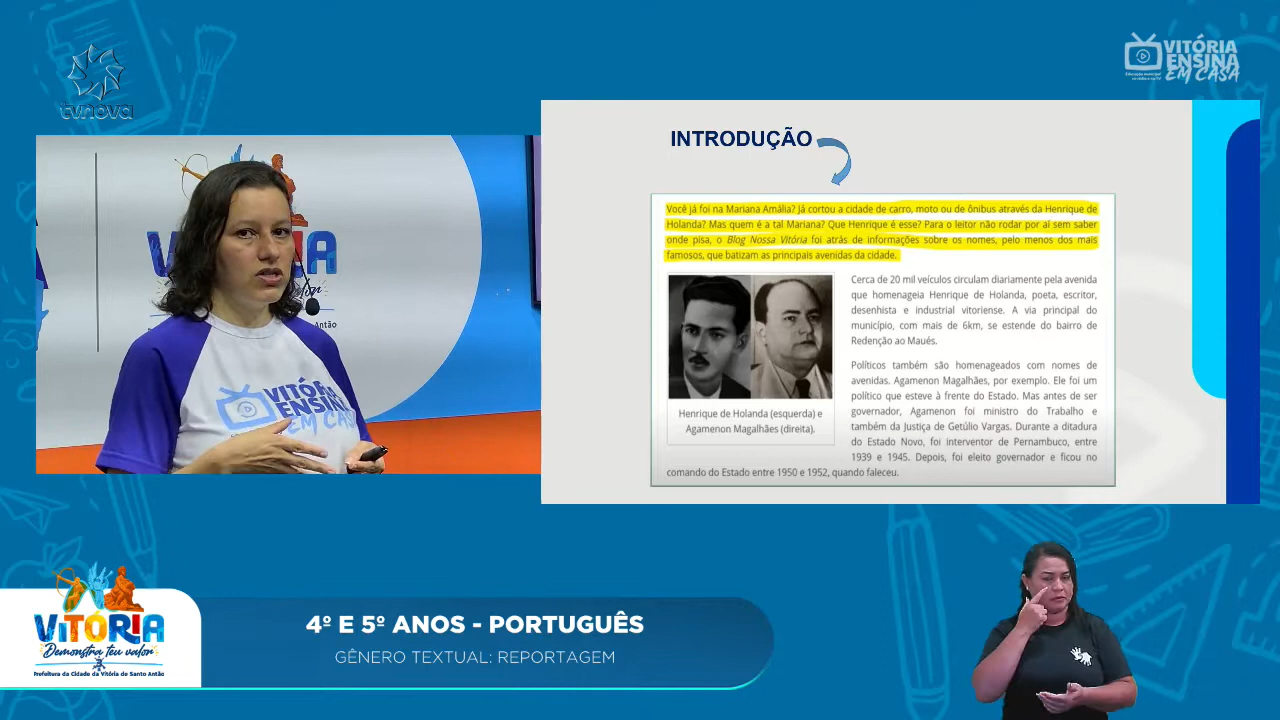 tvnova
VITÓRIA
ENSINA
EM CASA
INTRODUÇÃO
Você já foi na Mariana Amália? Já cortou a cidade de carro, moto ou de ônibus através da Henrique de
Holanda? Mas quem é a tal Mariana? Que Henrique é esse? Para o leitor não rodar por aí sem saber
onde pisa, o Blog Nossa Vitória foi atrás de informações sobre os nomes, pelo menos dos mais
famosos, que batizam as principais avenidas da cidade.
Cerca de 20 mil veículos circulam diariamente pela avenida
que homenageia Henrique de Holanda, poeta, escritor,
desenhista e industrial vitoriense. A via principal do
município, com mais de 6km, se estende do bairro de
Redenção ao Maués.
Políticos também são homenageados com nomes de
avenidas. Agamenon Magalhães, por exemplo. Ele foi um
político que esteve à frente do Estado. Mas antes de ser
governador, Agamenon foi ministro do Trabalho e
também da Justiça de Getúlio Vargas. Durante a ditadura
do Estado Novo, foi interventor de Pernambuco, entre
1939 e 1945. Depois, foi eleito governador e ficou no
comando do Estado entre 1950 e 1952, quando faleceu.
Henrique de Holanda (esquerda) e
Agamenon Magalhães (direita).
VITÓRIA
ENSINA
EM CASA
VITÓRIA
Demonstra teu valor
Prefeitura da Cidade da Vitória de Santo Antão
4º E 5º ANOS - PORTUGUÊS
GÊNERO TEXTUAL: REPORTAGEM